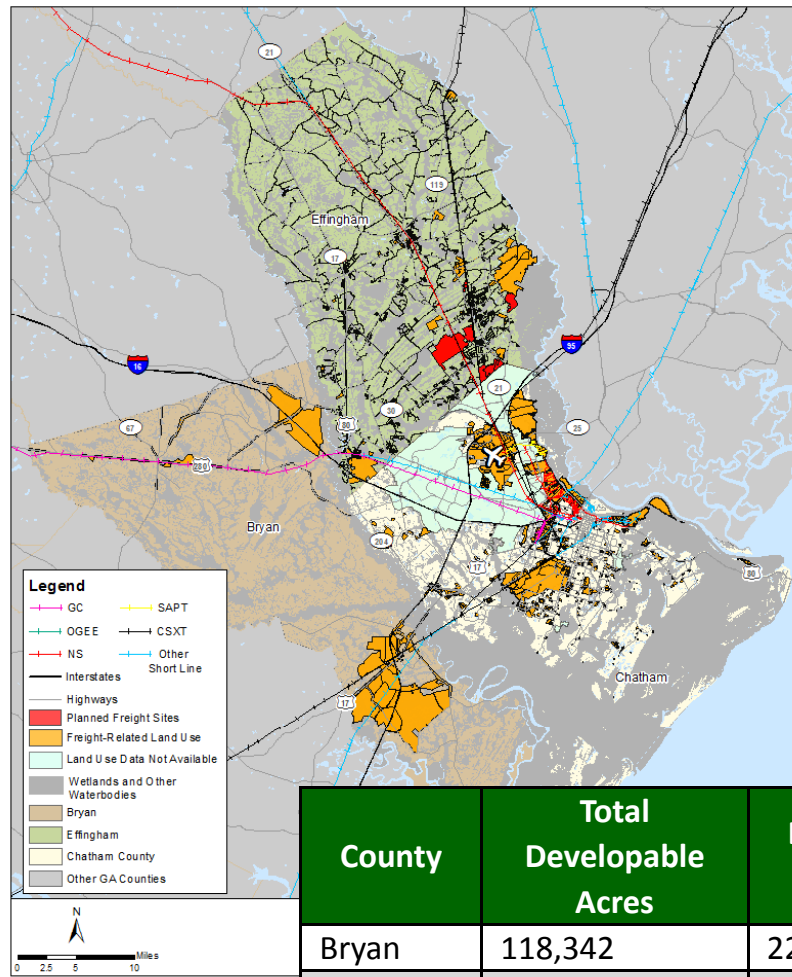 21
119
Effingham
17
16
95
21
30
80
67
25
280
Bryan
204
17
80
Chatham
17
Legend
GC SAPT
OGEE CSXT
NS Other
Short Line
Interstates
Highways
Planned Freight Sites
Freight-Related Land Use
Land Use Data Not Available
Wetlands and Other
Waterbodies
Bryan
Effingham
Chatham County
Other GA Counties
N
Miles
0 2.5 5 10
County
Total
Developable
Acres
Bryan 118,342 22